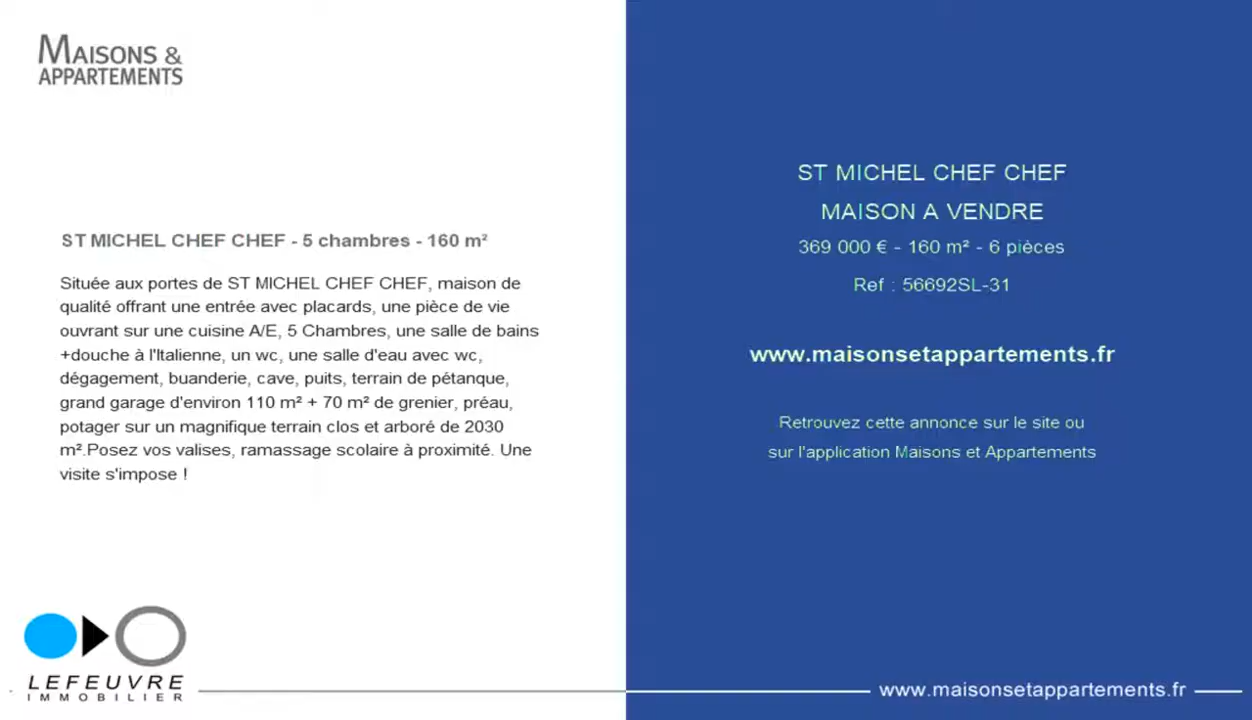 MAISONS &
APPARTEMENTS
ST MICHEL CHEF CHEF - 5 chambres - 160 m²
Située aux portes de ST MICHEL CHEF CHEF, maison de
qualité offrant une entrée avec placards, une pièce de vie
ouvrant sur une cuisine A/E, 5 Chambres, une salle de bains
+douche à l'Italienne, un wc, une salle d'eau avec wc,
dégagement, buanderie, cave, puits, terrain de pétanque,
grand garage d'environ 110 m² + 70 m² de grenier, préau,
potager sur un magnifique terrain clos et arboré de 2030
m².Posez vos valises, ramassage scolaire à proximité. Une
visite s'impose !
LEFEUVRE
IMMOBILIER
ST MICHEL CHEF CHEF
MAISON A VENDRE
369 000 € - 160 m² - 6 pièces
Ref : 56692SL-31
www.maisonsetappartements.fr
Retrouvez cette annonce sur le site ou
sur l'application Maisons et Appartements
www.maisonsetappartements.fr